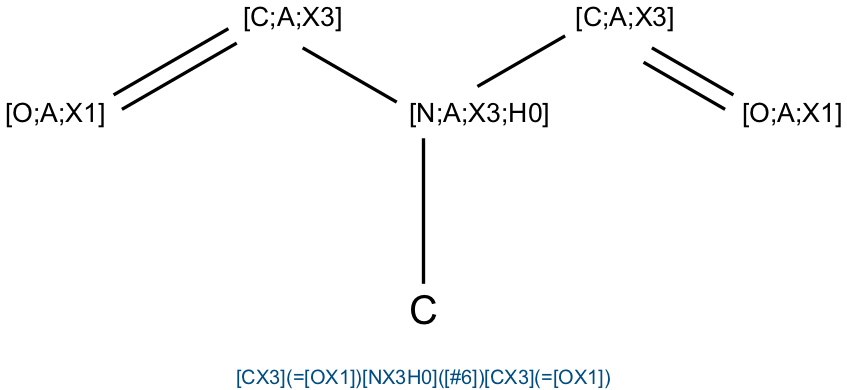 [C;A;X3] [C;A;X3]
[O;A;X1] [N;A;X3;H0] [O;A;X1]
C
[CX3](=[OX1])[NX3H0]([#6])[CX3](=[OX1])